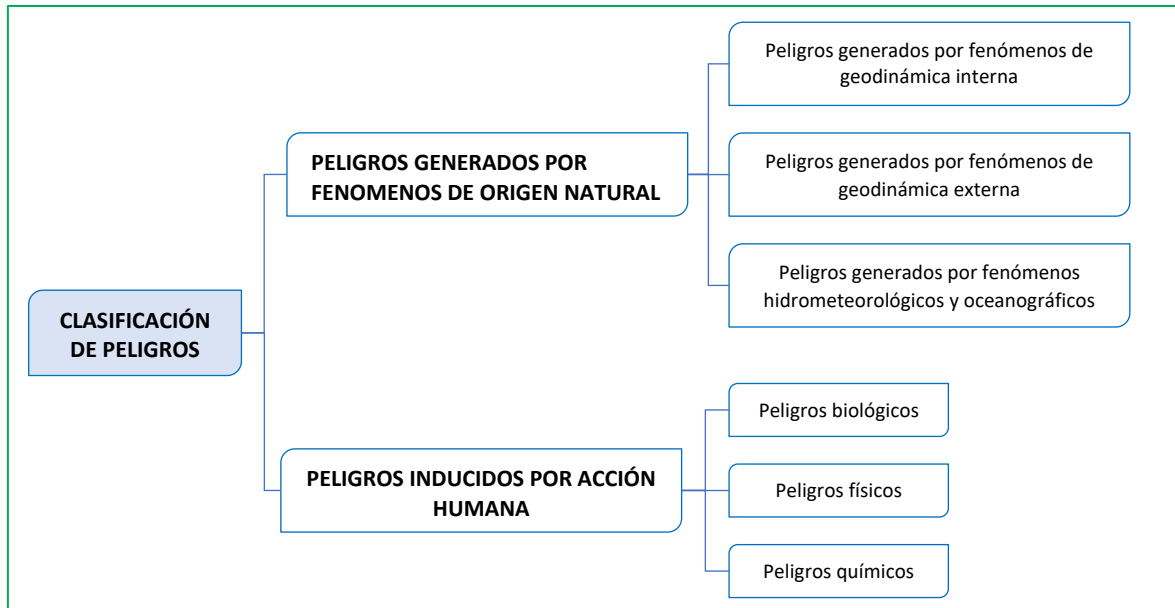 CLASIFICACIÓN
DE PELIGROS
PELIGROS GENERADOS POR
FENOMENOS DE ORIGEN NATURAL
Peligros generados por fenómenos de
geodinámica interna
Peligros generados por fenómenos de
geodinámica externa
Peligros generados por fenómenos
hidrometeorológicos y oceanográficos
PELIGROS INDUCIDOS POR ACCIÓN
HUMANA
Peligros biológicos
Peligros físicos
Peligros químicos